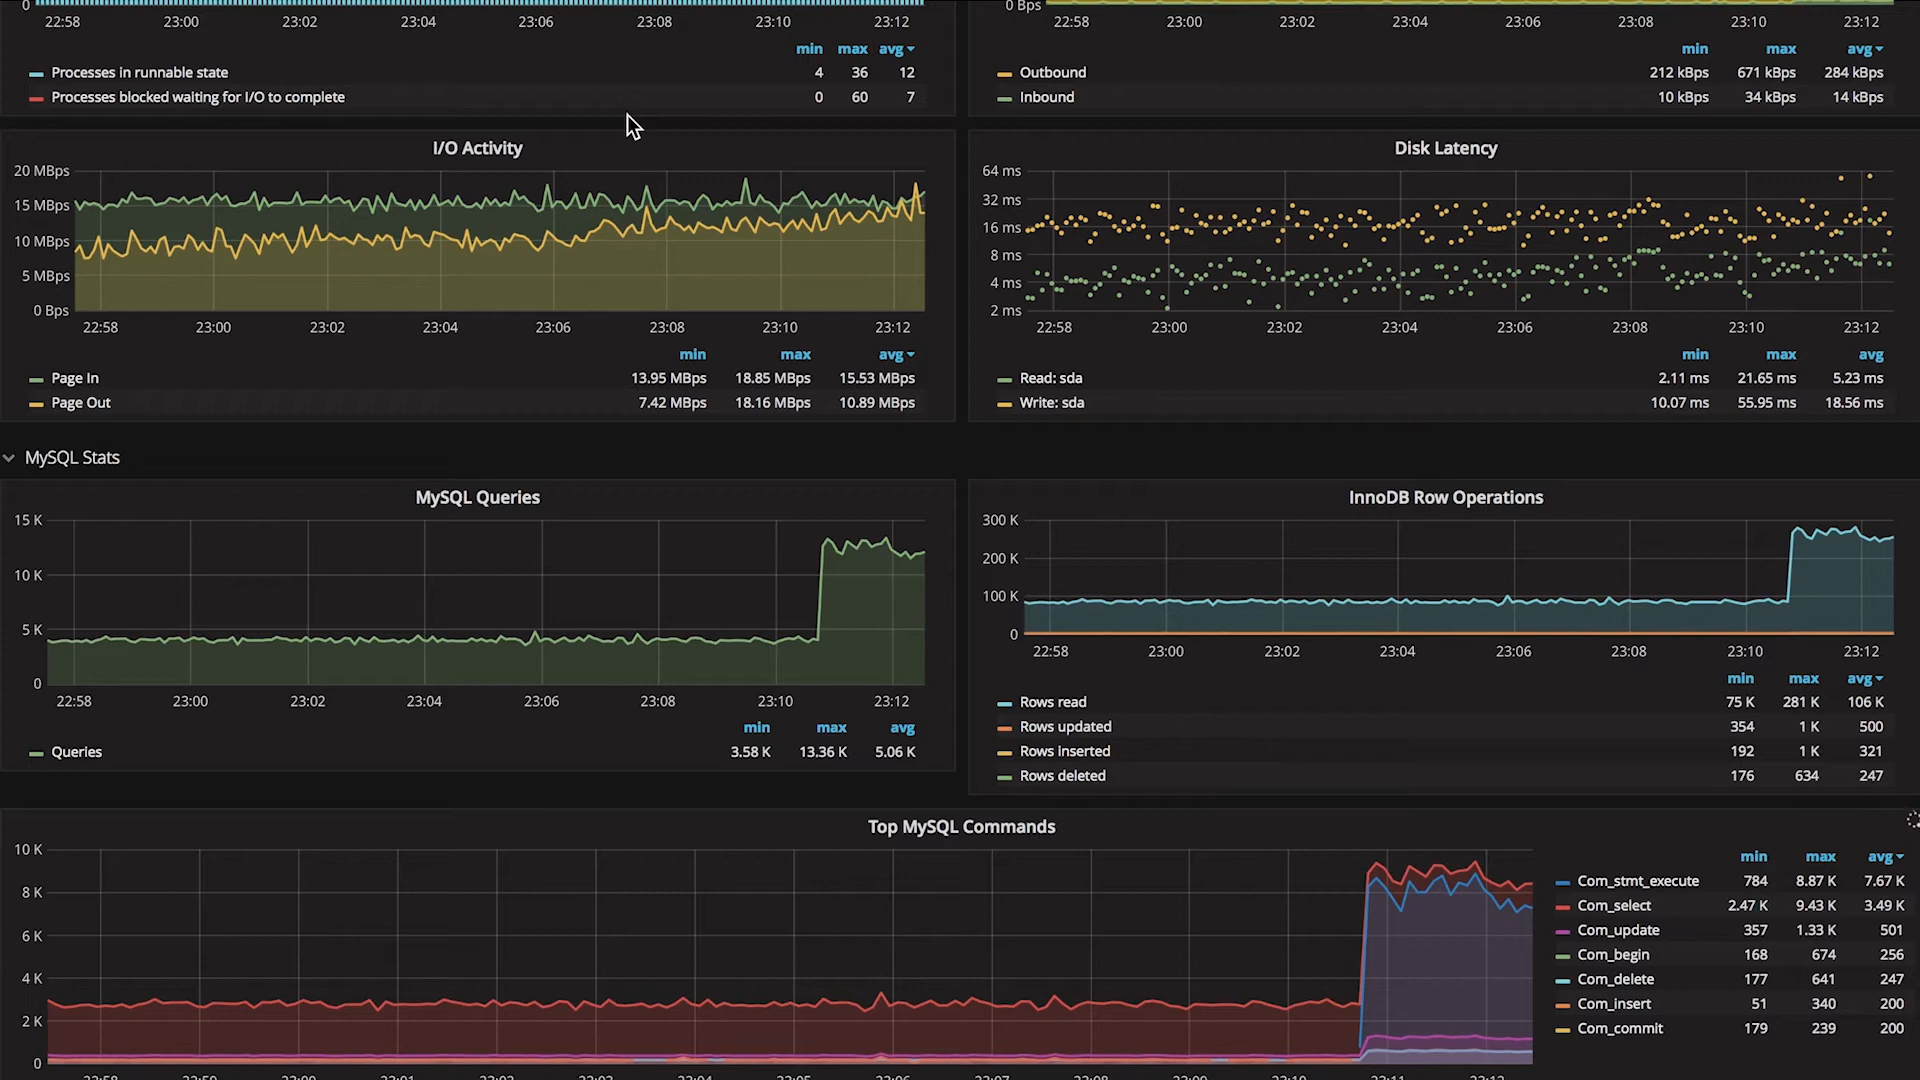 0
22:58 23:00 23:02 23:04 23:06 23:08 23:10 23:12
min max avg
Processes in runnable state 4 36 12
Processes blocked waiting for I/O to complete 0 60 7
0 Bps
22:58 23:00 23:02 23:04 23:06 23:08 23:10 23:12
min max avg
Outbound 212 kBps 671 kBps 284 kBps
Inbound 10 kBps 34 kBps 14 kBps
I/O Activity
20 MBps
15 MBps
10 MBps
5 MBps
0 Bps
22:58 23:00 23:02 23:04 23:06 23:08 23:10 23:12
min max avg
Page In 13.95 MBps 18.85 MBps 15.53 MBps
Page Out 7.42 MBps 18.16 MBps 10.89 MBps
Disk Latency
64 ms
32 ms
16 ms
8 ms
4 ms
2 ms
22:58 23:00 23:02 23:04 23:06 23:08 23:10 23:12
min max avg
Read: sda 2.11 ms 21.65 ms 5.23 ms
Write: sda 10.07 ms 55.95 ms 18.56 ms
MySQL Stats
MySQL Queries
15 K
10 K
5 K
0
22:58 23:00 23:02 23:04 23:06 23:08 23:10 23:12
min max avg
Queries 3.58 K 13.36 K 5.06 K
InnoDB Row Operations
300 K
200 K
100 K
0
22:58 23:00 23:02 23:04 23:06 23:08 23:10 23:12
min max avg
Rows read 75 K 281 K 106 K
Rows updated 354 1 K 500
Rows inserted 192 1 K 321
Rows deleted 176 634 247
Top MySQL Commands
10 K
8 K
6 K
4 K
2 K
0
min max avg
Com_stmt_execute 784 8.87 K 7.67 K
Com_select 2.47 K 9.43 K 3.49 K
Com_update 357 1.33 K 501
Com_begin 168 674 256
Com_delete 177 641 247
Com_insert 51 340 200
Com_commit 179 239 200